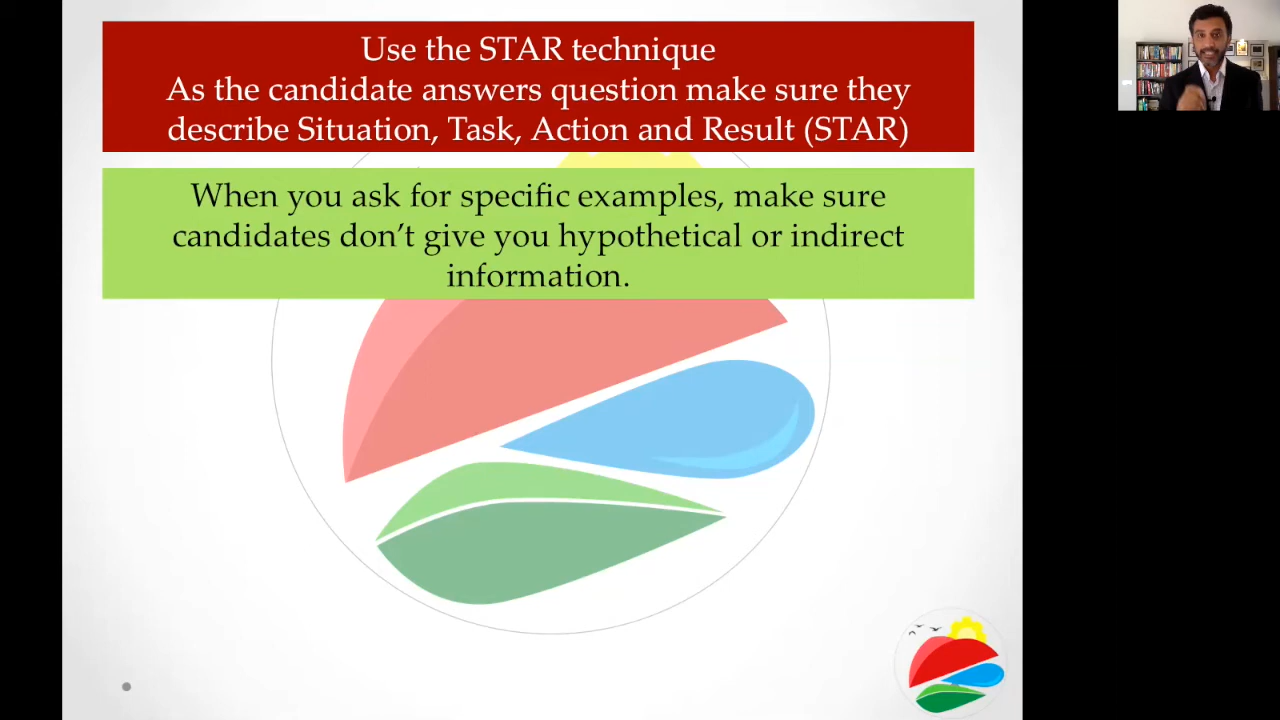 Use the STAR technique
As the candidate answers question make sure they
describe Situation, Task, Action and Result (STAR)
When you ask for specific examples, make sure
candidates don’t give you hypothetical or indirect
information.